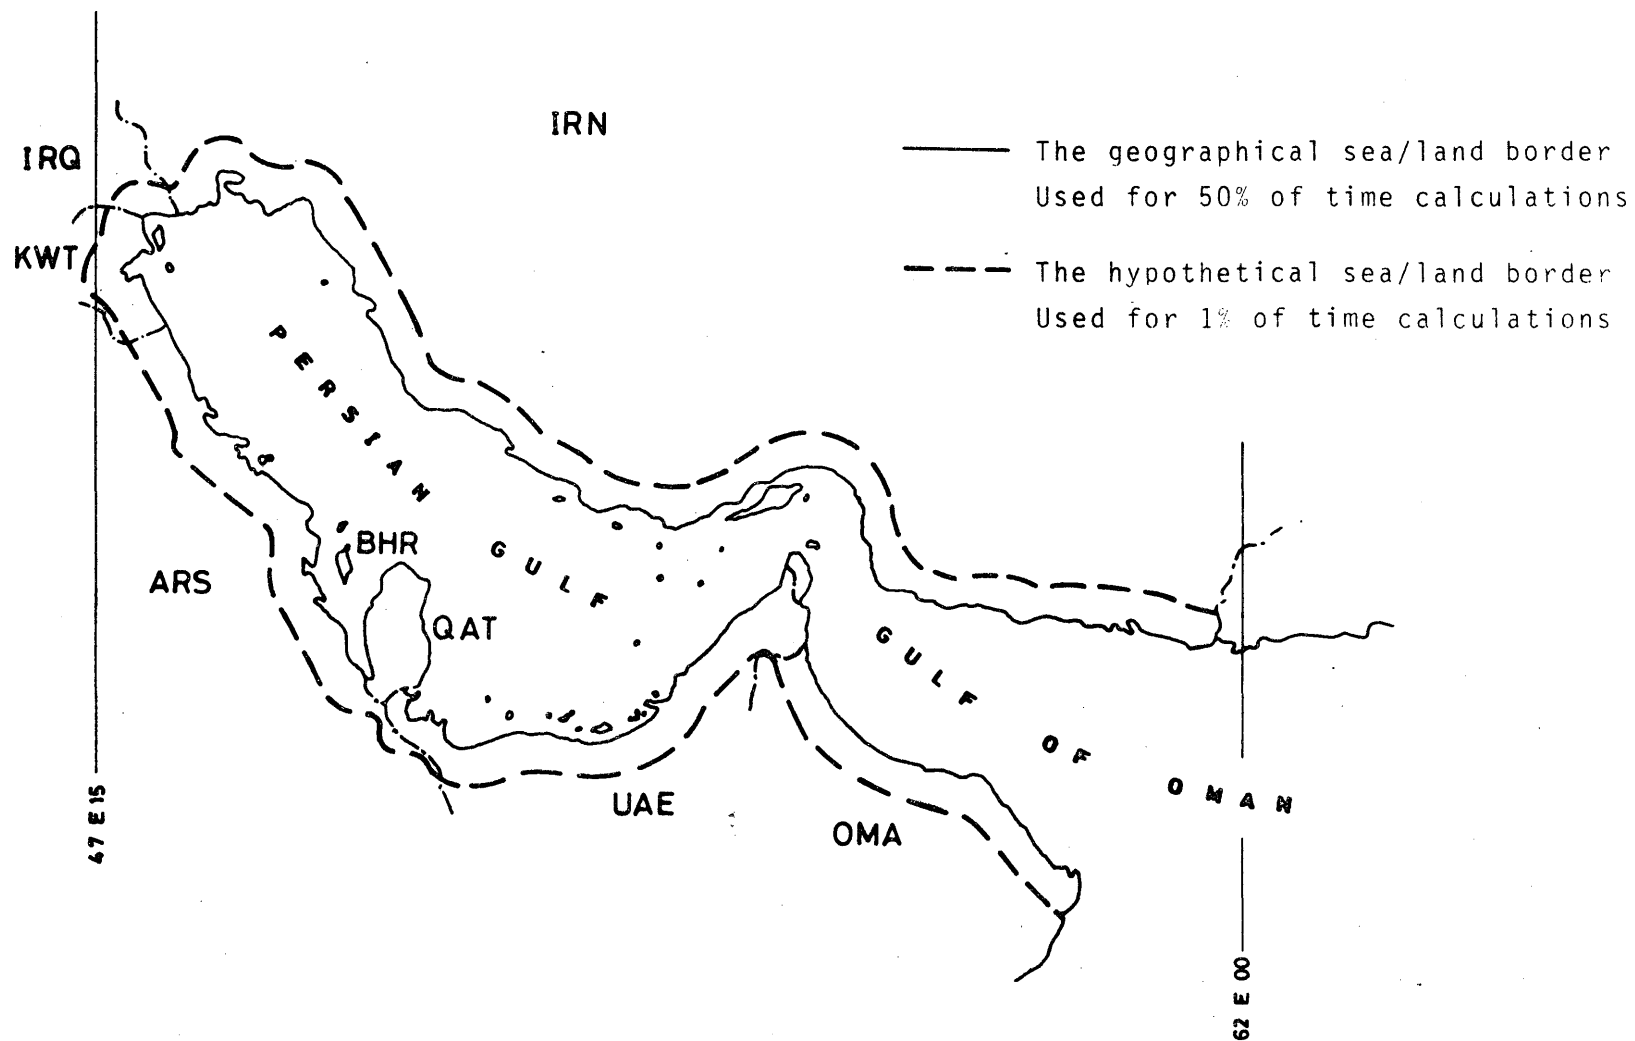 IRN
The geographical sea/land border
Used for 50% of time calculations
IRQ
KWT
The hypothetical sea/land border
Used for 1% of time calculations
PERSIAN GULF
BHR
ARS
QAT
GULF OF OMAN
UAE
OMA
47 E 15
62 E 00